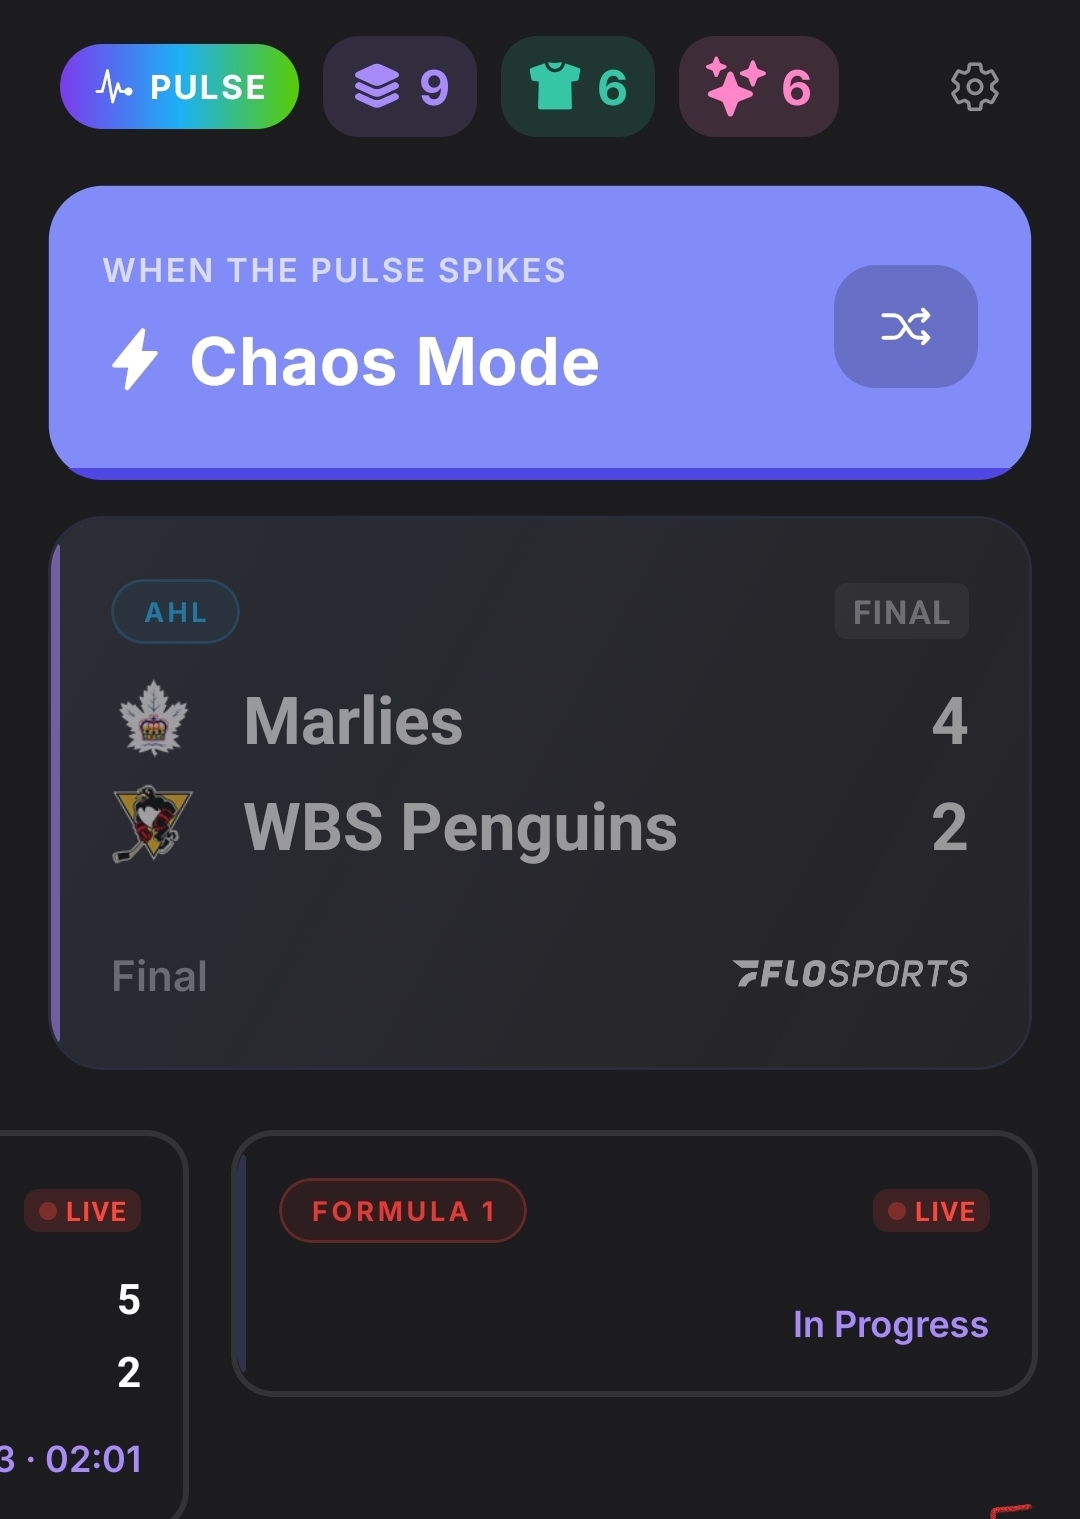 PULSE 9 6 6
WHEN THE PULSE SPIKES
Chaos Mode
AHL FINAL
Marlies 4
WBS Penguins 2
Final FLOSPORTS
LIVE
5
2
3 · 02:01
FORMULA 1 LIVE
In Progress